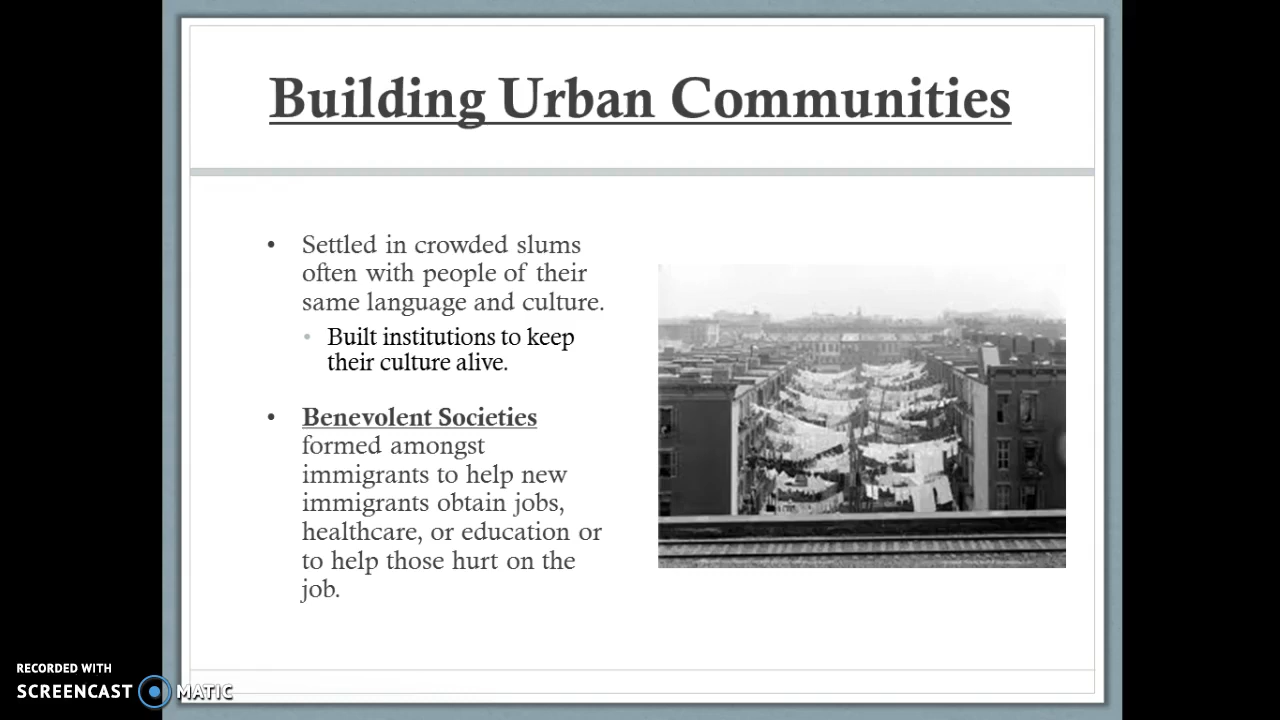 Building Urban Communities
• Settled in crowded slums
often with people of their
same language and culture.
• Built institutions to keep
their culture alive.
• Benevolent Societies
formed amongst
immigrants to help new
immigrants obtain jobs,
healthcare, or education or
to help those hurt on the
job.
RECORDED WITH
SCREENCAST MATIC